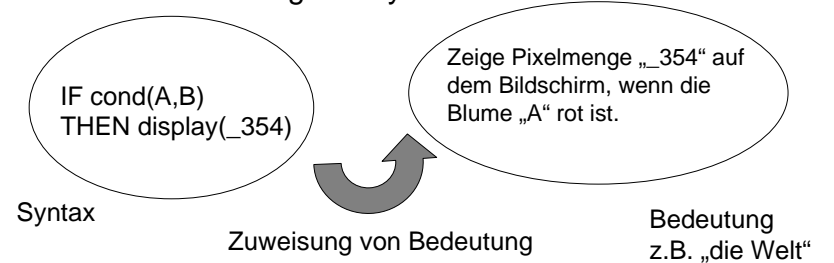 IF cond(A,B)
THEN display(_354)
Zeige Pixelmenge „_354“ auf
dem Bildschirm, wenn die
Blume „A“ rot ist.
Syntax
Zuweisung von Bedeutung
Bedeutung
z.B. „die Welt“